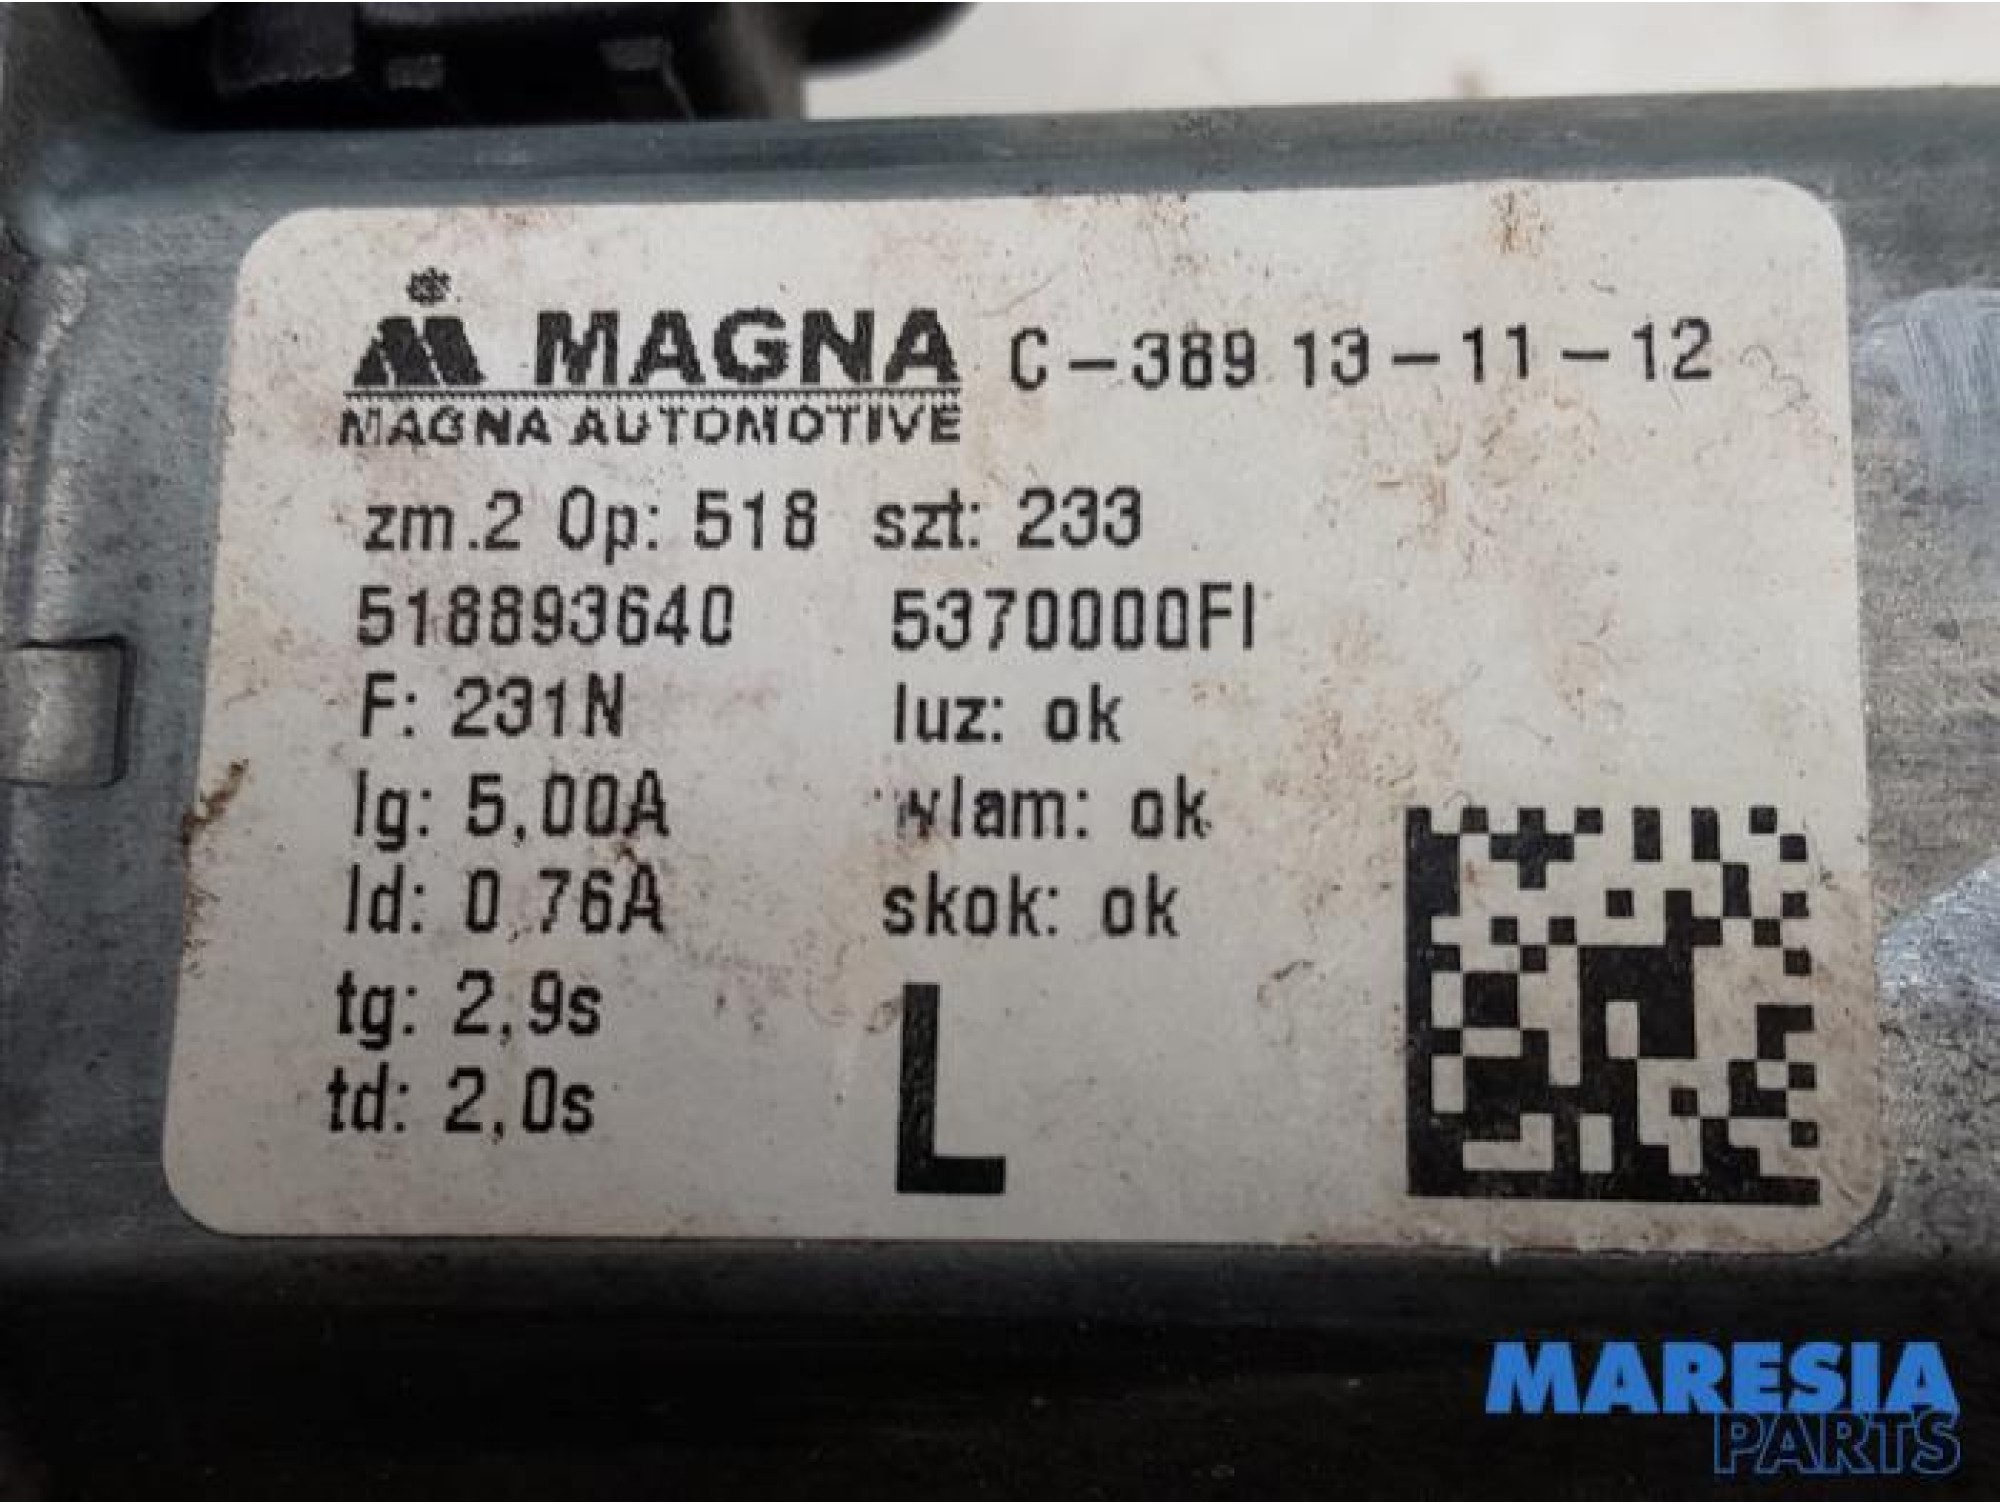 MAGNA C-389 13-11-12
MAGNA AUTOMOTIVE
zm.2 Op: 518 szt: 233
518893640 5370000FI
F: 231N luz: ok
Ig: 5,00A wlam: ok
Id: 0,76A skok: ok
tg: 2,9s
td: 2,0s
L
MARESIA
PARTS